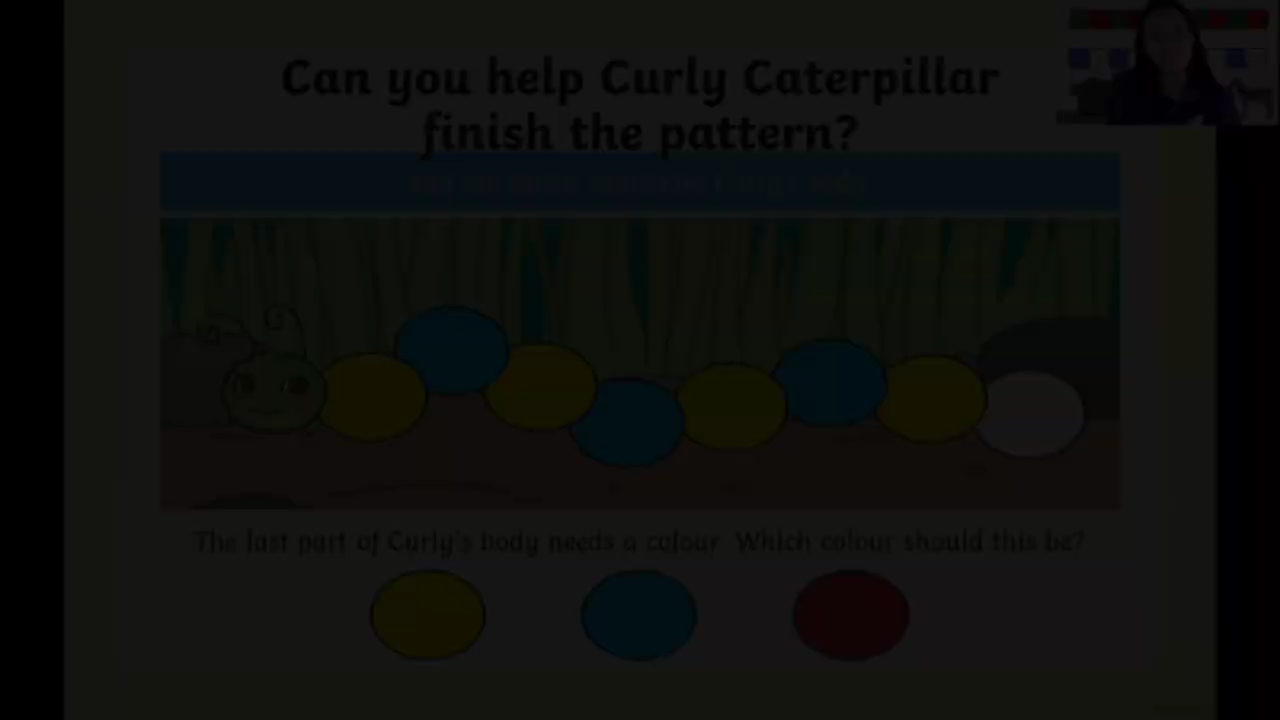 Can you help Curly Caterpillar
finish the pattern?
The last part of Curly's body needs a colour. Which colour should this be?